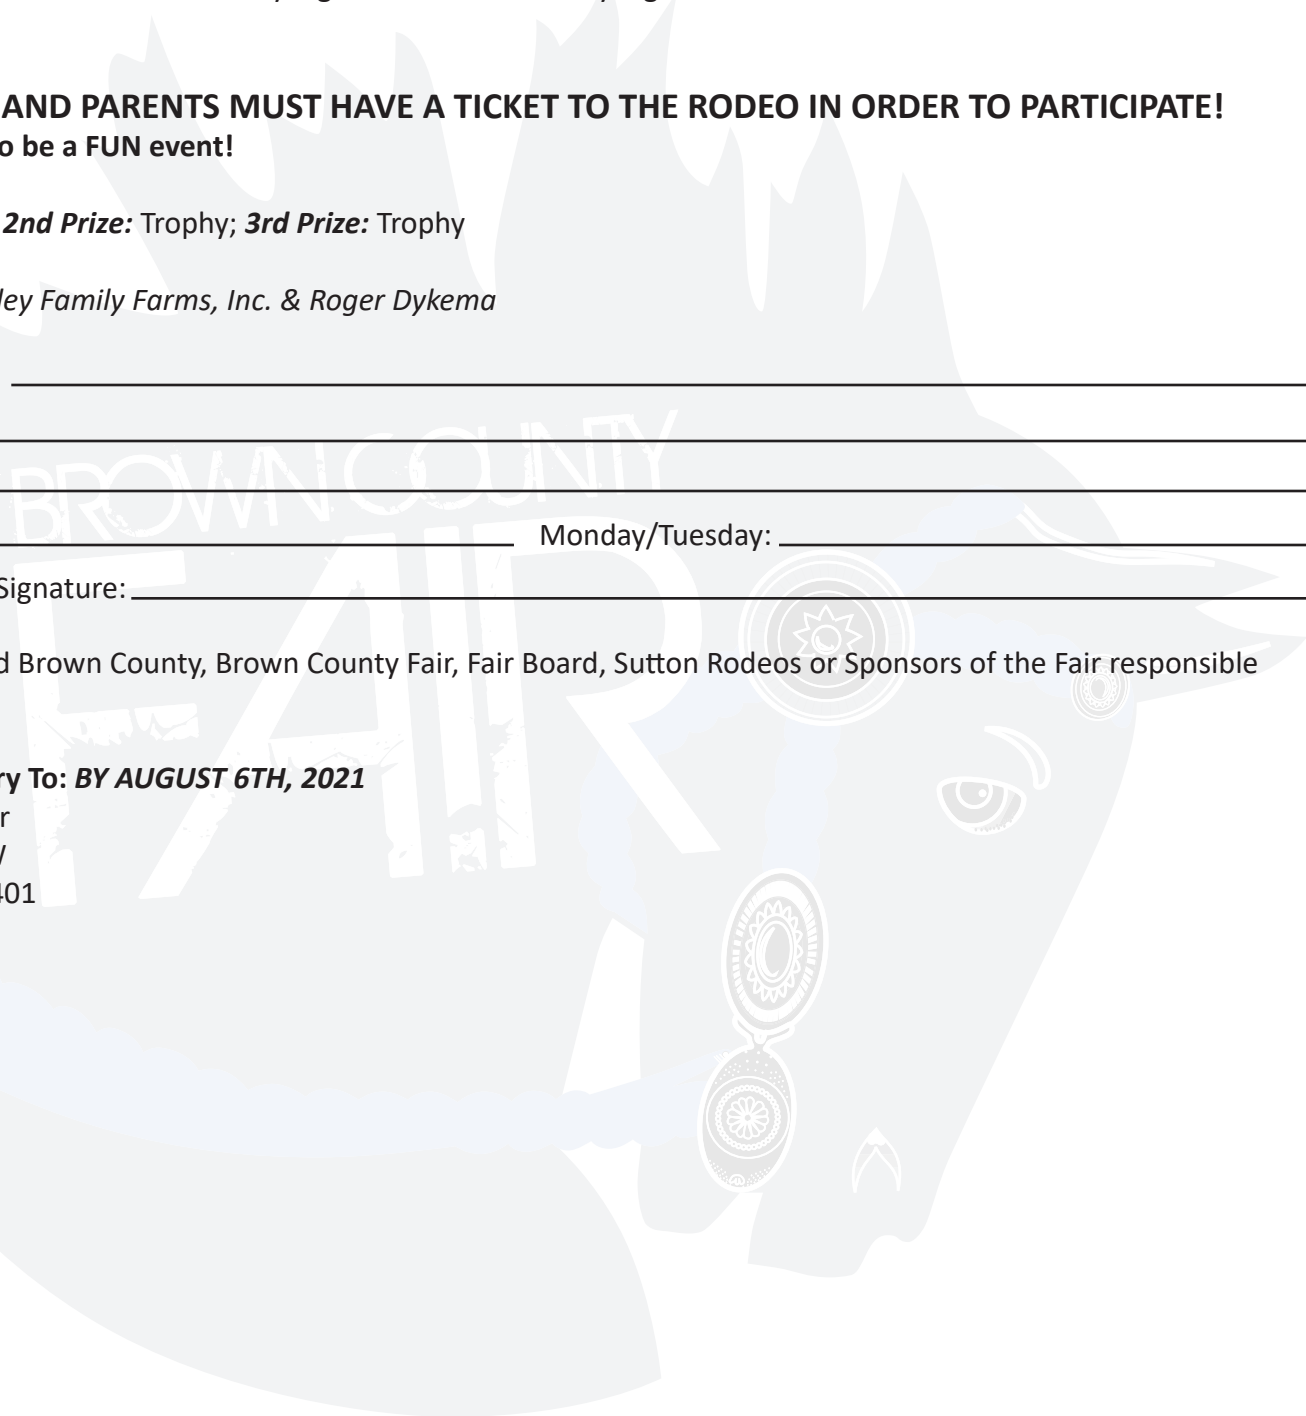 AND PARENTS MUST HAVE A TICKET TO THE RODEO IN ORDER TO PARTICIPATE!
o be a FUN event!
2nd Prize: Trophy; 3rd Prize: Trophy
ley Family Farms, Inc. & Roger Dykema
BROWN COUNTY
FAIR
Monday/Tuesday:
Signature:
d Brown County, Brown County Fair, Fair Board, Sutton Rodeos or Sponsors of the Fair responsible
ry To: BY AUGUST 6TH, 2021
r
401